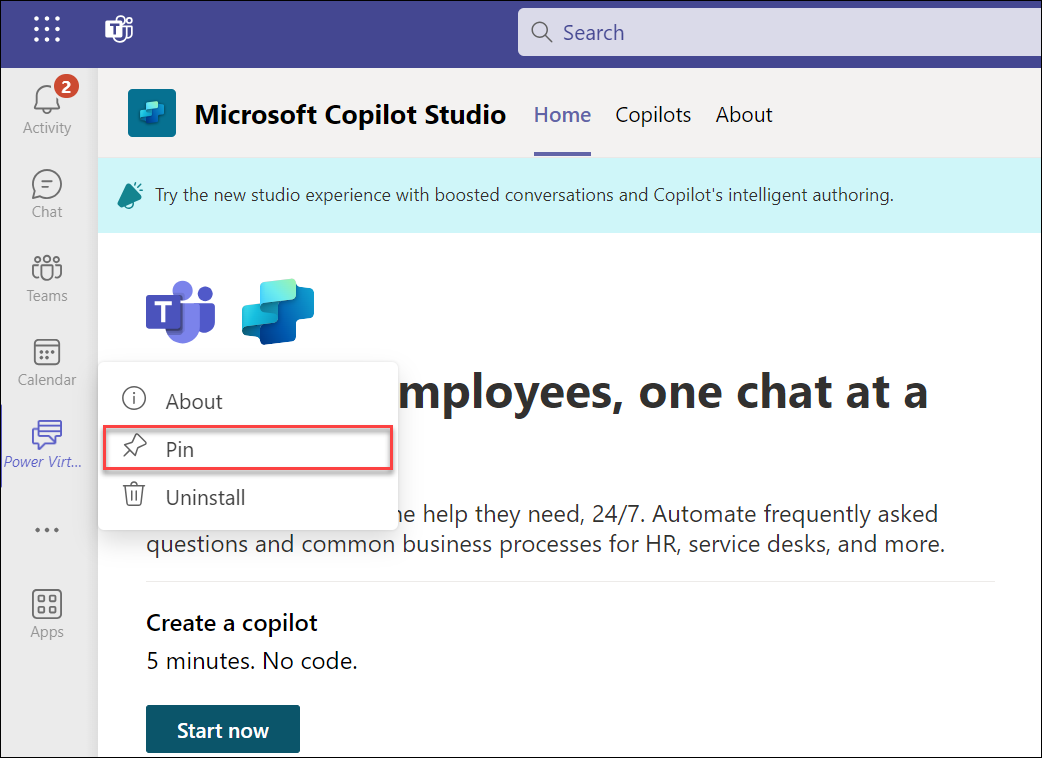 T
Search
2
Activity
Chat
Teams
Calendar
Power Virt...
Apps
Microsoft Copilot Studio Home Copilots About
Try the new studio experience with boosted conversations and Copilot's intelligent authoring.
T
About
Pin
Uninstall
mployees, one chat at a
help they need, 24/7. Automate frequently asked
questions and common business processes for HR, service desks, and more.
Create a copilot
5 minutes. No code.
Start now